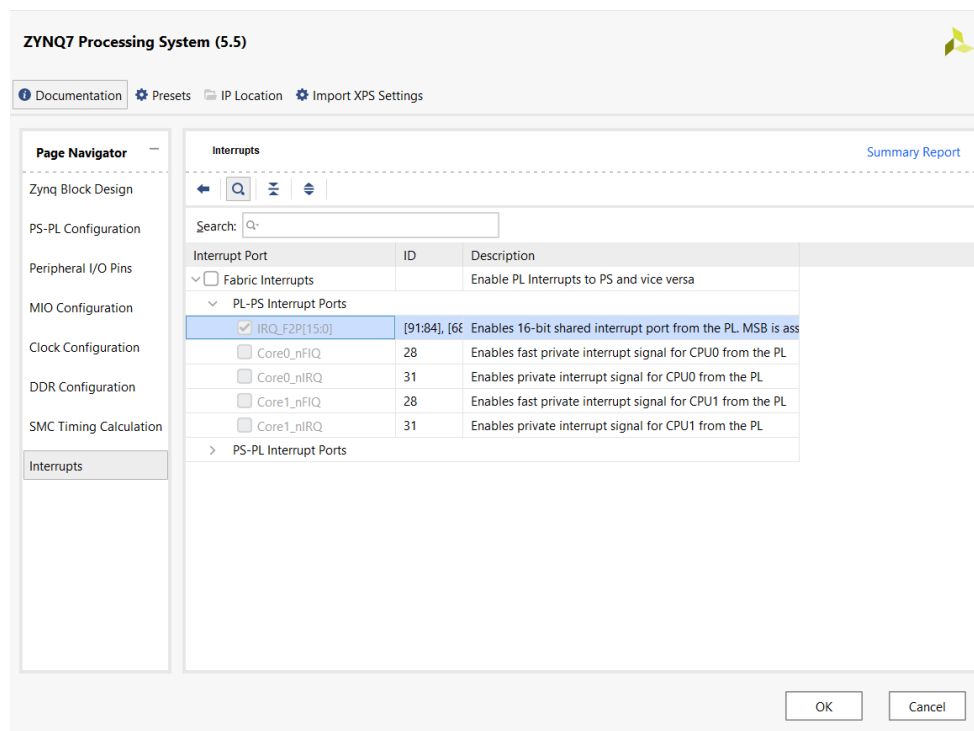 ZYNQ7 Processing System (5.5)
Documentation Presets IP Location Import XPS Settings
Page Navigator
Zynq Block Design
PS-PL Configuration
Peripheral I/O Pins
MIO Configuration
Clock Configuration
DDR Configuration
SMC Timing Calculation
Interrupts
Interrupts Summary Report
Search:
Interrupt Port ID Description
Fabric Interrupts Enable PL Interrupts to PS and vice versa
PL-PS Interrupt Ports
IRQ_F2P[15:0] [91:84], [68 Enables 16-bit shared interrupt port from the PL. MSB is ass
Core0_nFIQ 28 Enables fast private interrupt signal for CPU0 from the PL
Core0_nIRQ 31 Enables private interrupt signal for CPU0 from the PL
Core1_nFIQ 28 Enables fast private interrupt signal for CPU1 from the PL
Core1_nIRQ 31 Enables private interrupt signal for CPU1 from the PL
PS-PL Interrupt Ports
OK Cancel